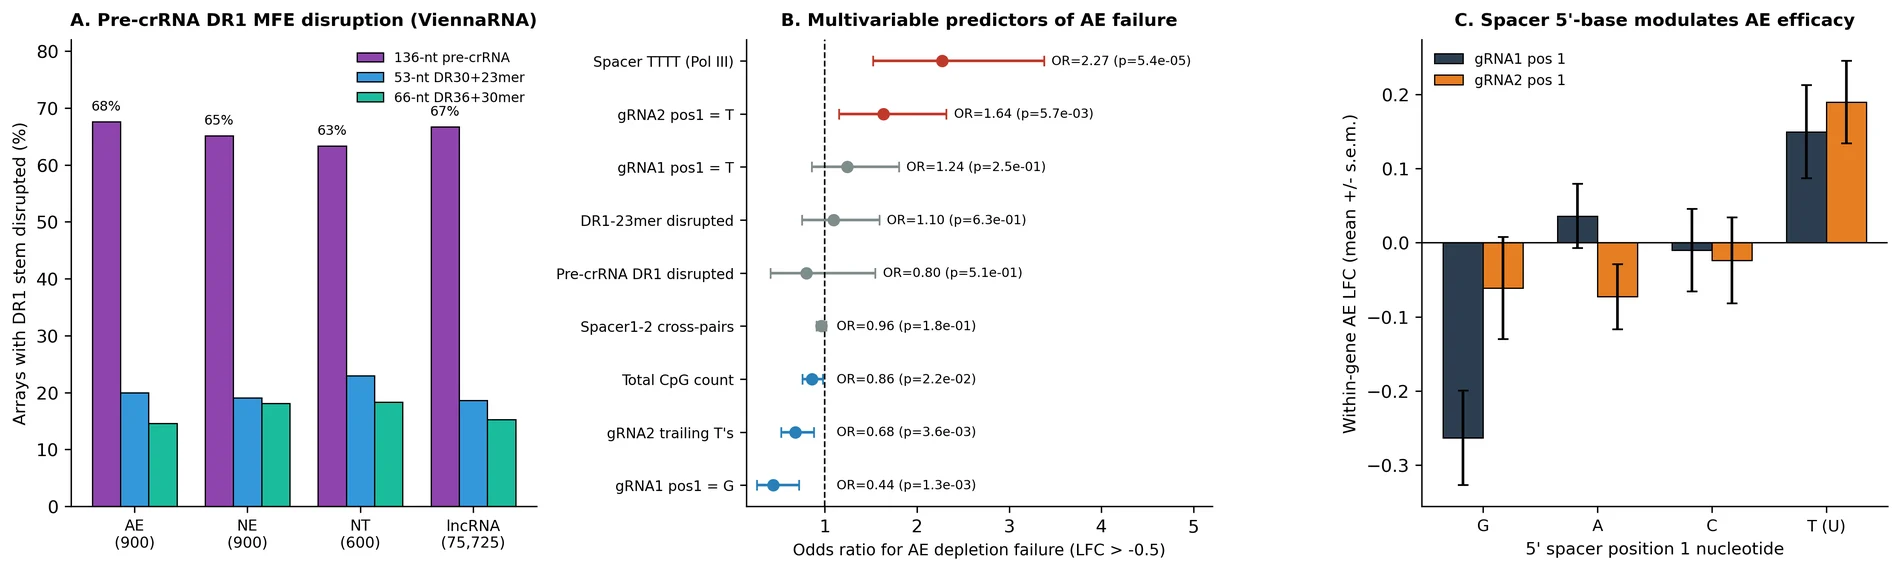 A. Pre-crRNA DR1 MFE disruption (ViennaRNA)
Arrays with DR1 stem disrupted (%)
80
70
60
50
40
30
20
10
0
136-nt pre-crRNA
53-nt DR30+23mer
66-nt DR36+30mer
68%
65%
63%
67%
AE
(900)
NE
(900)
NT
(600)
lncRNA
(75,725)
B. Multivariable predictors of AE failure
Spacer TTTT (Pol III)
OR=2.27 (p=5.4e-05)
gRNA2 pos1 = T
OR=1.64 (p=5.7e-03)
gRNA1 pos1 = T
OR=1.24 (p=2.5e-01)
DR1-23mer disrupted
OR=1.10 (p=6.3e-01)
Pre-crRNA DR1 disrupted
OR=0.80 (p=5.1e-01)
Spacer1-2 cross-pairs
OR=0.96 (p=1.8e-01)
Total CpG count
OR=0.86 (p=2.2e-02)
gRNA2 trailing T's
OR=0.68 (p=3.6e-03)
gRNA1 pos1 = G
OR=0.44 (p=1.3e-03)
1 2 3 4 5
Odds ratio for AE depletion failure (LFC > -0.5)
C. Spacer 5'-base modulates AE efficacy
Within-gene AE LFC (mean +/- s.e.m.)
gRNA1 pos 1
gRNA2 pos 1
0.2
0.1
0.0
−0.1
−0.2
−0.3
G A C T (U)
5' spacer position 1 nucleotide